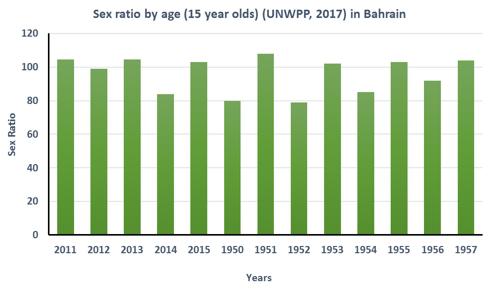 Sex ratio by age (15 year olds) (UNWPP, 2017) in Bahrain
120
100
80
60
40
20
0
Sex Ratio
2011 2012 2013 2014 2015 1950 1951 1952 1953 1954 1955 1956 1957
Years